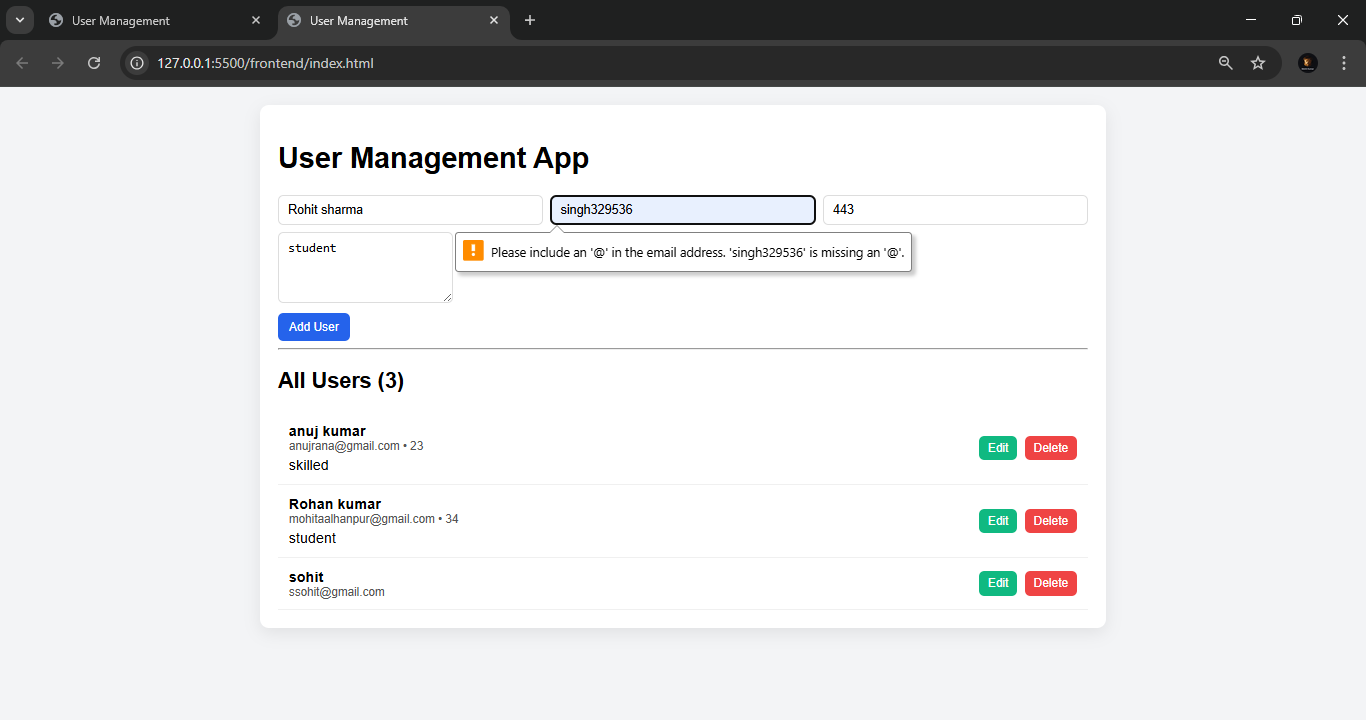 User Management
User Management
127.0.0.1:5500/frontend/index.html
User Management App
Rohit sharma
singh329536
443
student
Please include an '@' in the email address. 'singh329536' is missing an '@'.
Add User
All Users (3)
anuj kumar
anujrana@gmail.com • 23
skilled
Edit
Delete
Rohan kumar
mohitaalhanpur@gmail.com • 34
student
Edit
Delete
sohit
ssohit@gmail.com
Edit
Delete